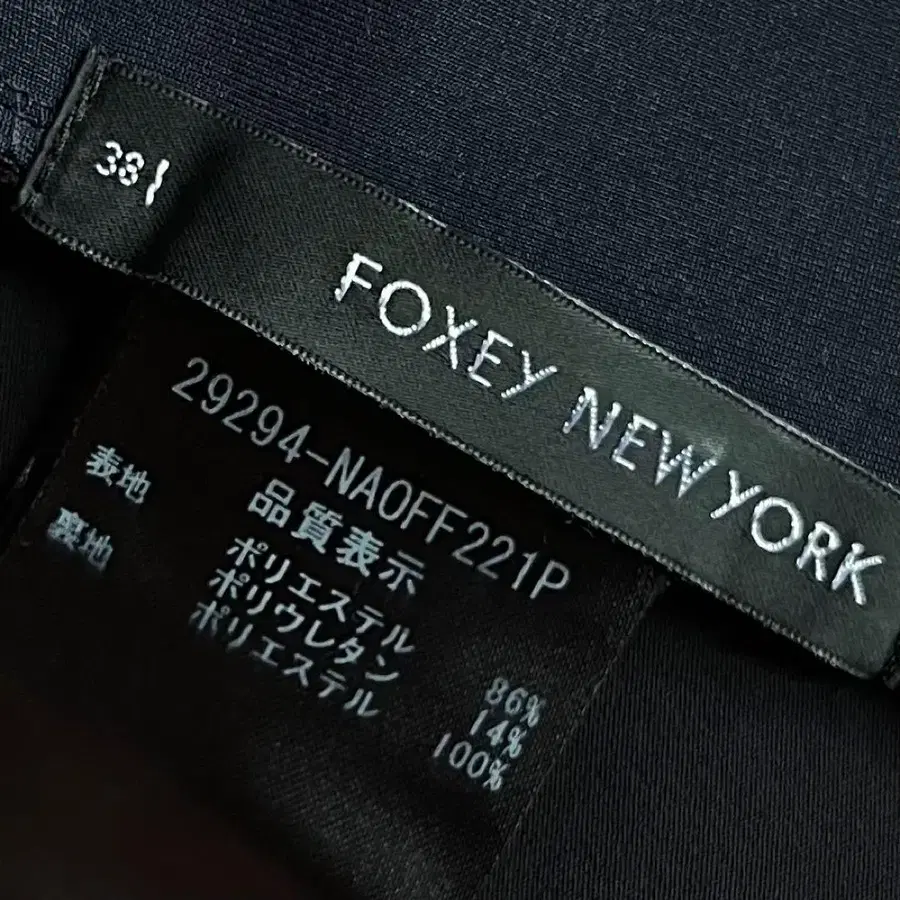 38
FOXEY NEW YORK
29294-NA0FF221P
品質表示
表地 ポリエステル 86%
ポリウレタン 14%
裏地 ポリエステル 100%